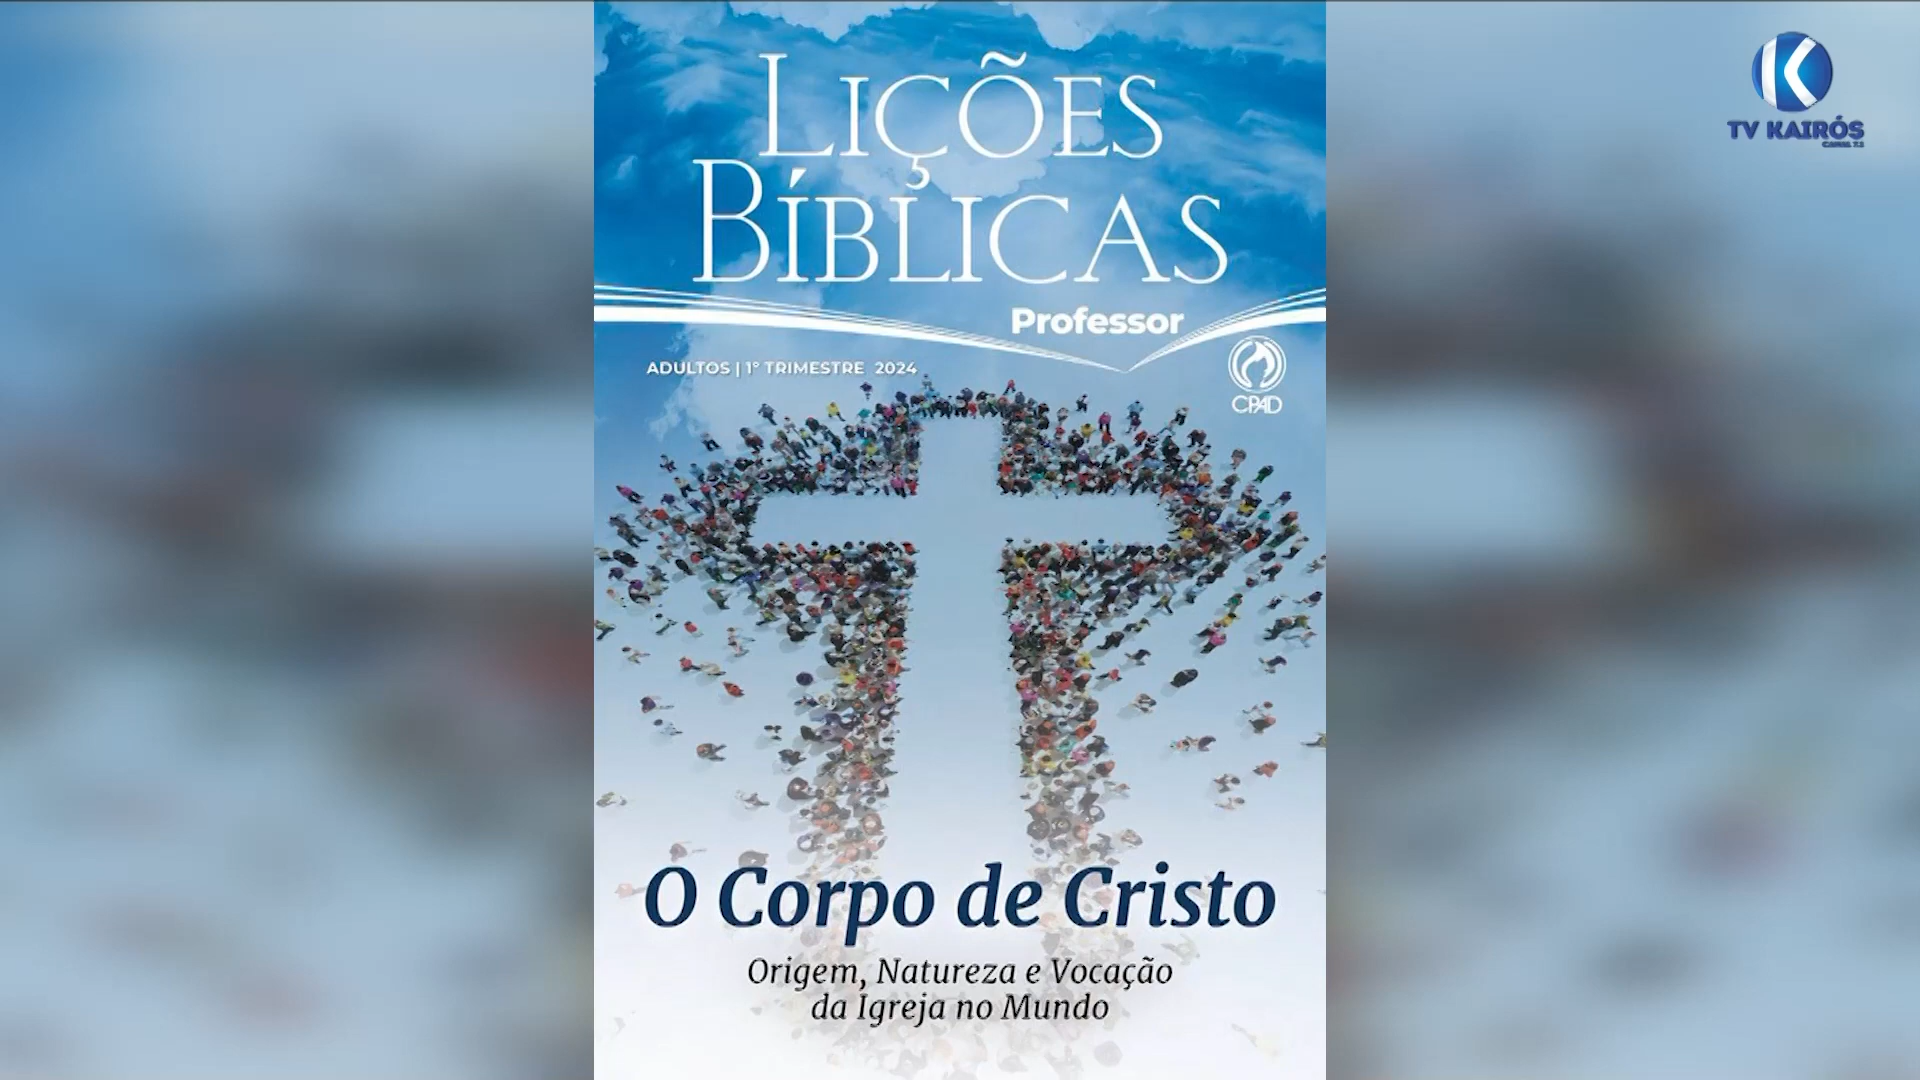 LIÇÕES
BÍBLICAS
Professor
ADULTOS | 1º TRIMESTRE 2024
CPAD
O Corpo de Cristo
Origem, Natureza e Vocação
da Igreja no Mundo
TV KAIRÓS